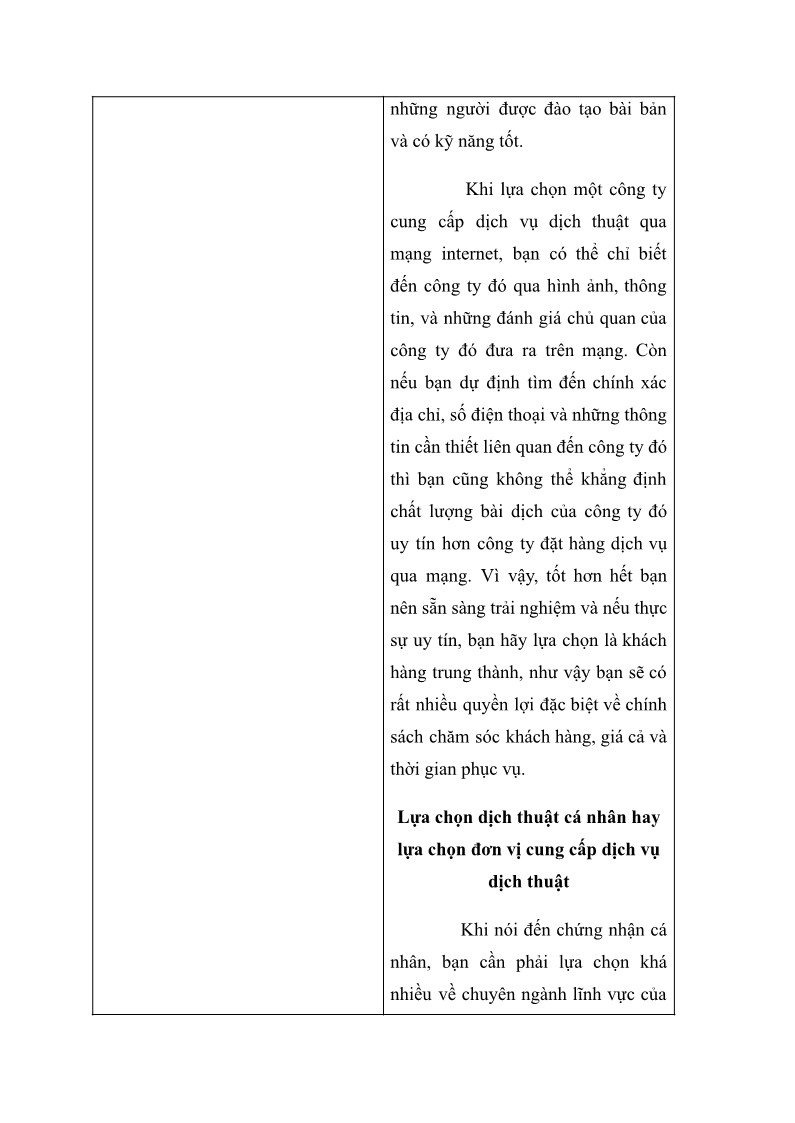 những người được đào tạo bài bản
và có kỹ năng tốt.
Khi lựa chọn một công ty
cung cấp dịch vụ dịch thuật qua
mạng internet, bạn có thể chỉ biết
đến công ty đó qua hình ảnh, thông
tin, và những đánh giá chủ quan của
công ty đó đưa ra trên mạng. Còn
nếu bạn dự định tìm đến chính xác
địa chỉ, số điện thoại và những thông
tin cần thiết liên quan đến công ty đó
thì bạn cũng không thể khẳng định
chất lượng bài dịch của công ty đó
uy tín hơn công ty đặt hàng dịch vụ
qua mạng. Vì vậy, tốt hơn hết bạn
nên sẵn sàng trải nghiệm và nếu thực
sự uy tín, bạn hãy lựa chọn là khách
hàng trung thành, như vậy bạn sẽ có
rất nhiều quyền lợi đặc biệt về chính
sách chăm sóc khách hàng, giá cả và
thời gian phục vụ.
Lựa chọn dịch thuật cá nhân hay
lựa chọn đơn vị cung cấp dịch vụ
dịch thuật
Khi nói đến chứng nhận cá
nhân, bạn cần phải lựa chọn khá
nhiều về chuyên ngành lĩnh vực của